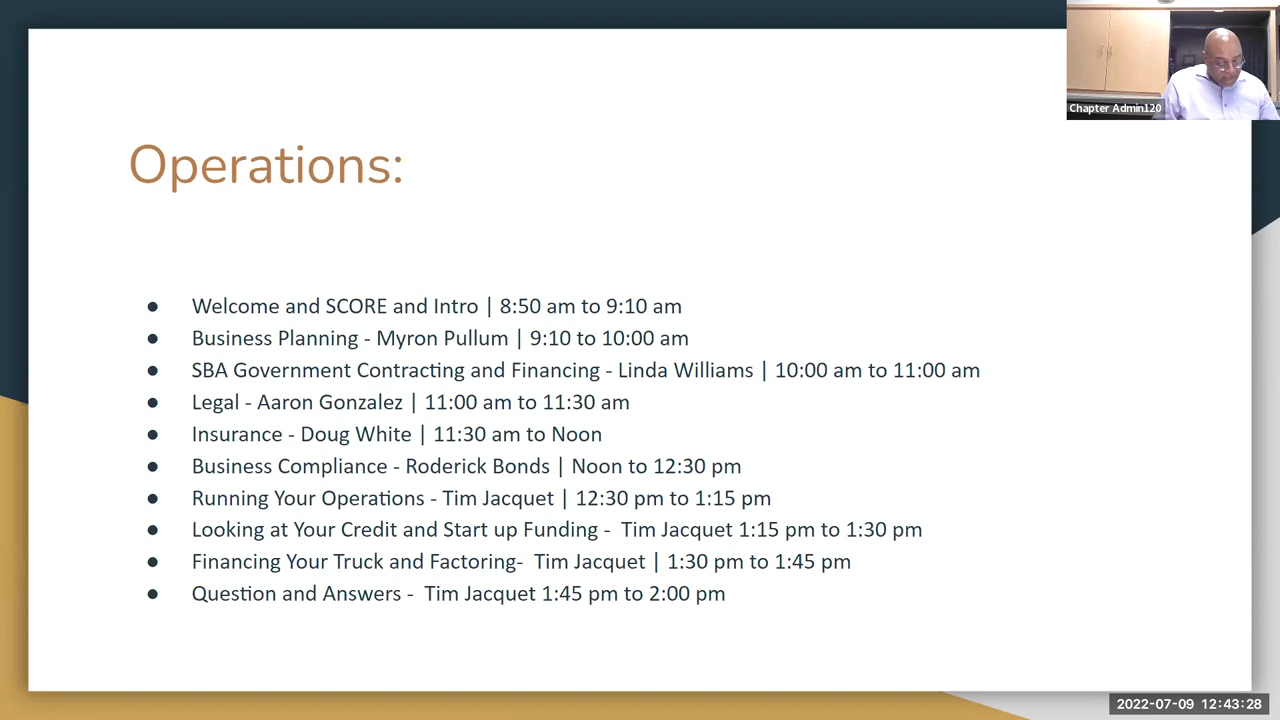 Chapter Admin120
Operations:
● Welcome and SCORE and Intro | 8:50 am to 9:10 am
● Business Planning - Myron Pullum | 9:10 to 10:00 am
● SBA Government Contracting and Financing - Linda Williams | 10:00 am to 11:00 am
● Legal - Aaron Gonzalez | 11:00 am to 11:30 am
● Insurance - Doug White | 11:30 am to Noon
● Business Compliance - Roderick Bonds | Noon to 12:30 pm
● Running Your Operations - Tim Jacquet | 12:30 pm to 1:15 pm
● Looking at Your Credit and Start up Funding -  Tim Jacquet 1:15 pm to 1:30 pm
● Financing Your Truck and Factoring-  Tim Jacquet | 1:30 pm to 1:45 pm
● Question and Answers -  Tim Jacquet 1:45 pm to 2:00 pm
2022-07-09 12:43:28